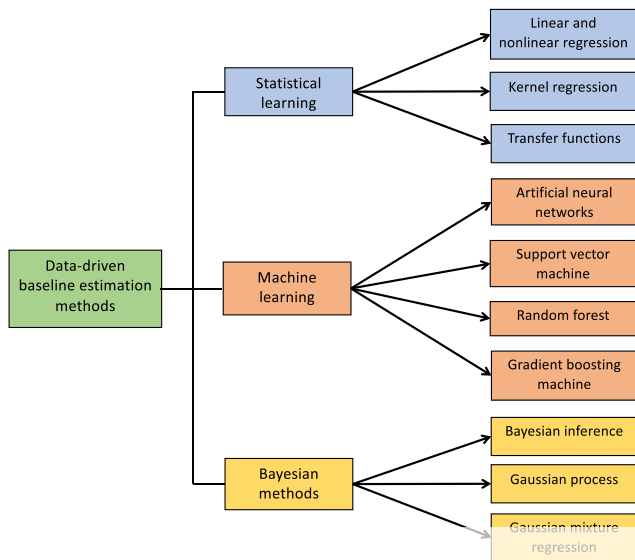 Linear and
nonlinear regression
Statistical
learning
Kernel regression
Transfer functions
Artificial neural
networks
Data-driven
baseline estimation
methods
Machine
learning
Support vector
machine
Random forest
Gradient boosting
machine
Bayesian
methods
Bayesian inference
Gaussian process
Gaussian mixture
regression